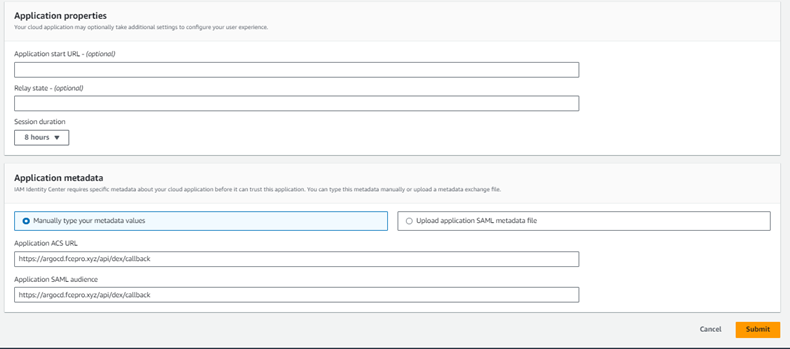 Application properties
Your cloud application may optionally take additional settings to configure your user experience.
Application start URL - (optional)
Relay state - (optional)
Session duration
8 hours
Application metadata
IAM Identity Center requires specific metadata about your cloud application before it can trust this application. You can type this metadata manually or upload a metadata exchange file.
Manually type your metadata values
Upload application SAML metadata file
Application ACS URL
https://argocd.fcepro.xyz/api/dex/callback
Application SAML audience
https://argocd.fcepro.xyz/api/dex/callback
Cancel
Submit